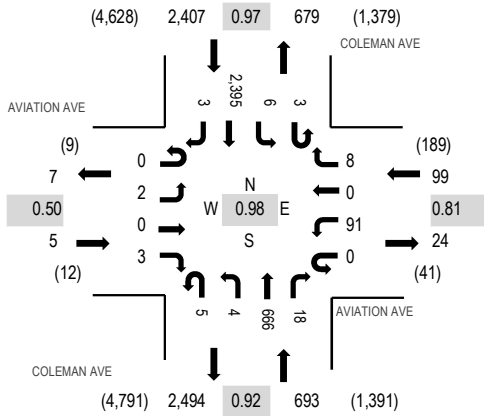 (4,628) 2,407 0.97 679 (1,379)
COLEMAN AVE
AVIATION AVE
3 2,395 6 3
(9) 0 8 (189)
7 99
2 N 0
0.50 W 0.98 E 0.81
0 91
5 S 24
3 0
(12) (41)
5 4 666 18
AVIATION AVE
COLEMAN AVE
(4,791) 2,494 0.92 693 (1,391)